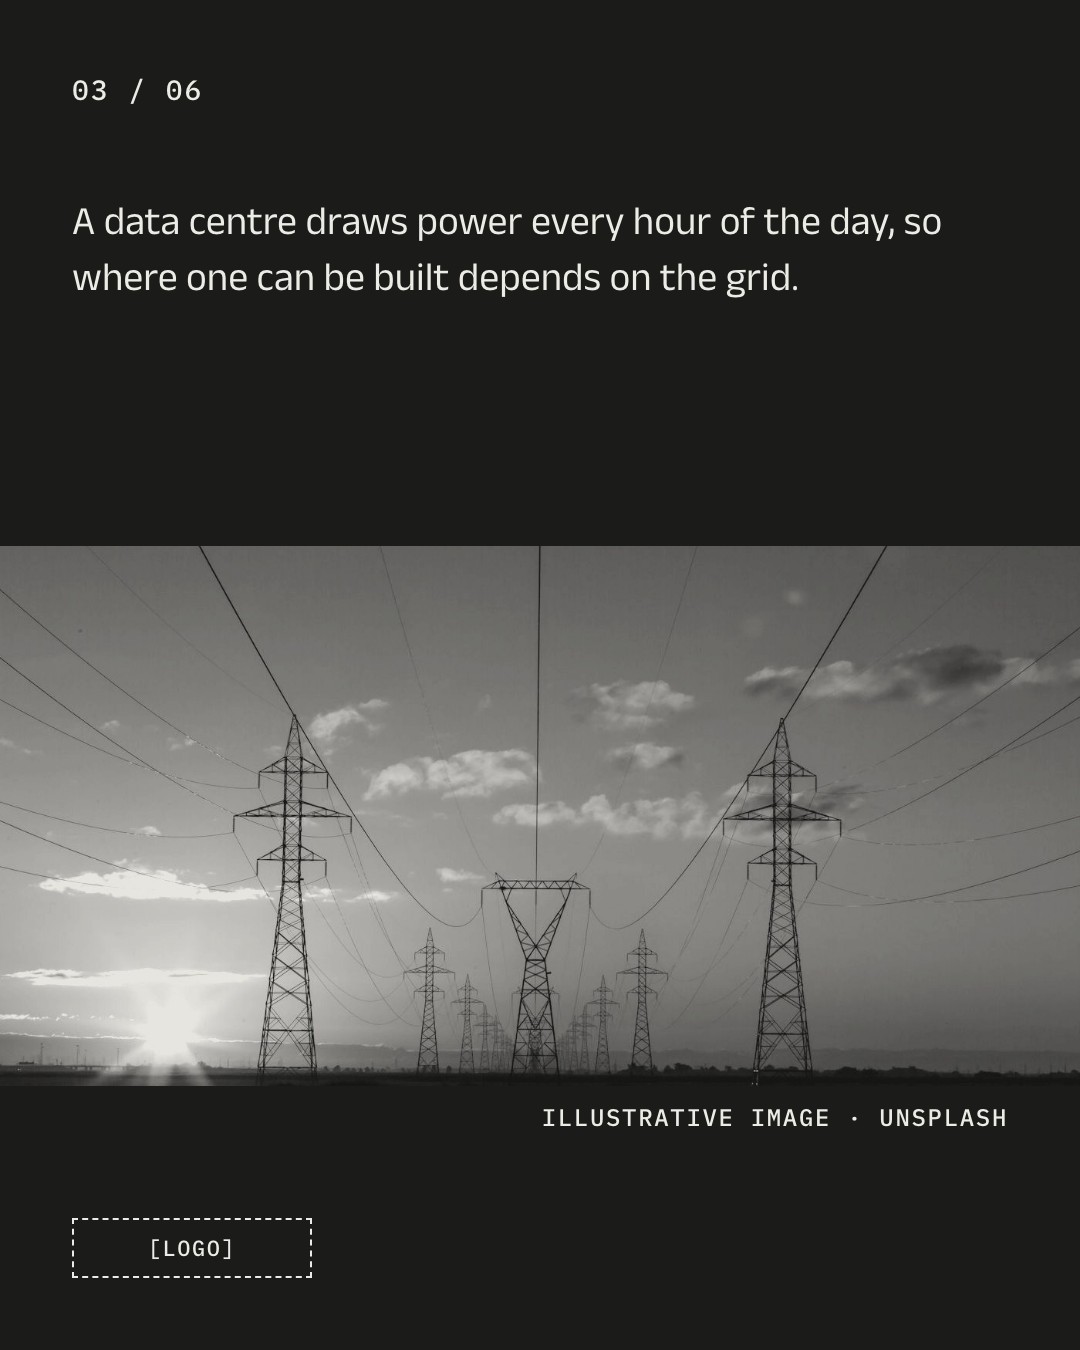 03 / 06
A data centre draws power every hour of the day, so
where one can be built depends on the grid.
ILLUSTRATIVE IMAGE · UNSPLASH
[LOGO]